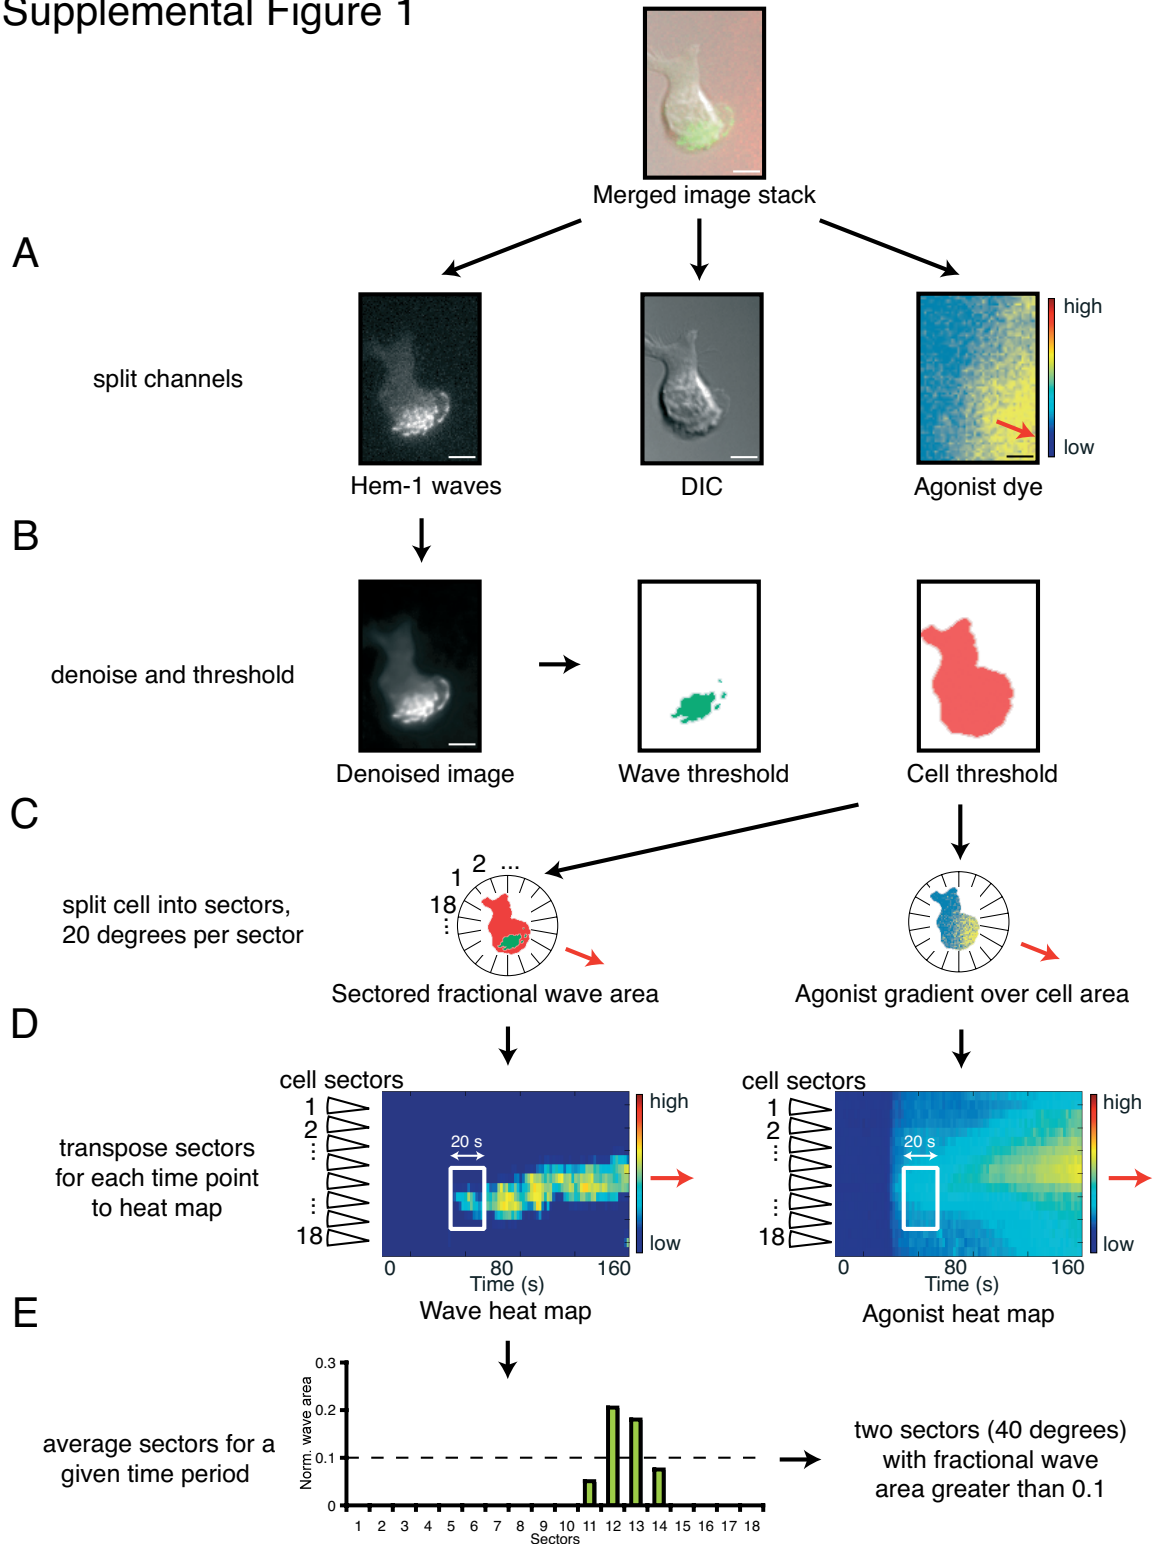 Supplemental Figure 1
Merged image stack
A
split channels
high
low
Hem-1 waves
DIC
Agonist dye
B
denoise and threshold
Denoised image
Wave threshold
Cell threshold
C
split cell into sectors,
20 degrees per sector
1 2 ...
18
...
Sectored fractional wave area
Agonist gradient over cell area
D
transpose sectors
for each time point
to heat map
cell sectors
1
2
...
...
18
20 s
high
low
0 80 160
Time (s)
Wave heat map
cell sectors
1
2
...
...
18
20 s
high
low
0 80 160
Time (s)
Agonist heat map
E
average sectors for a
given time period
Norm. wave area
0.3
0.2
0.1
0
1 2 3 4 5 6 7 8 9 10 11 12 13 14 15 16 17 18
Sectors
two sectors (40 degrees)
with fractional wave
area greater than 0.1